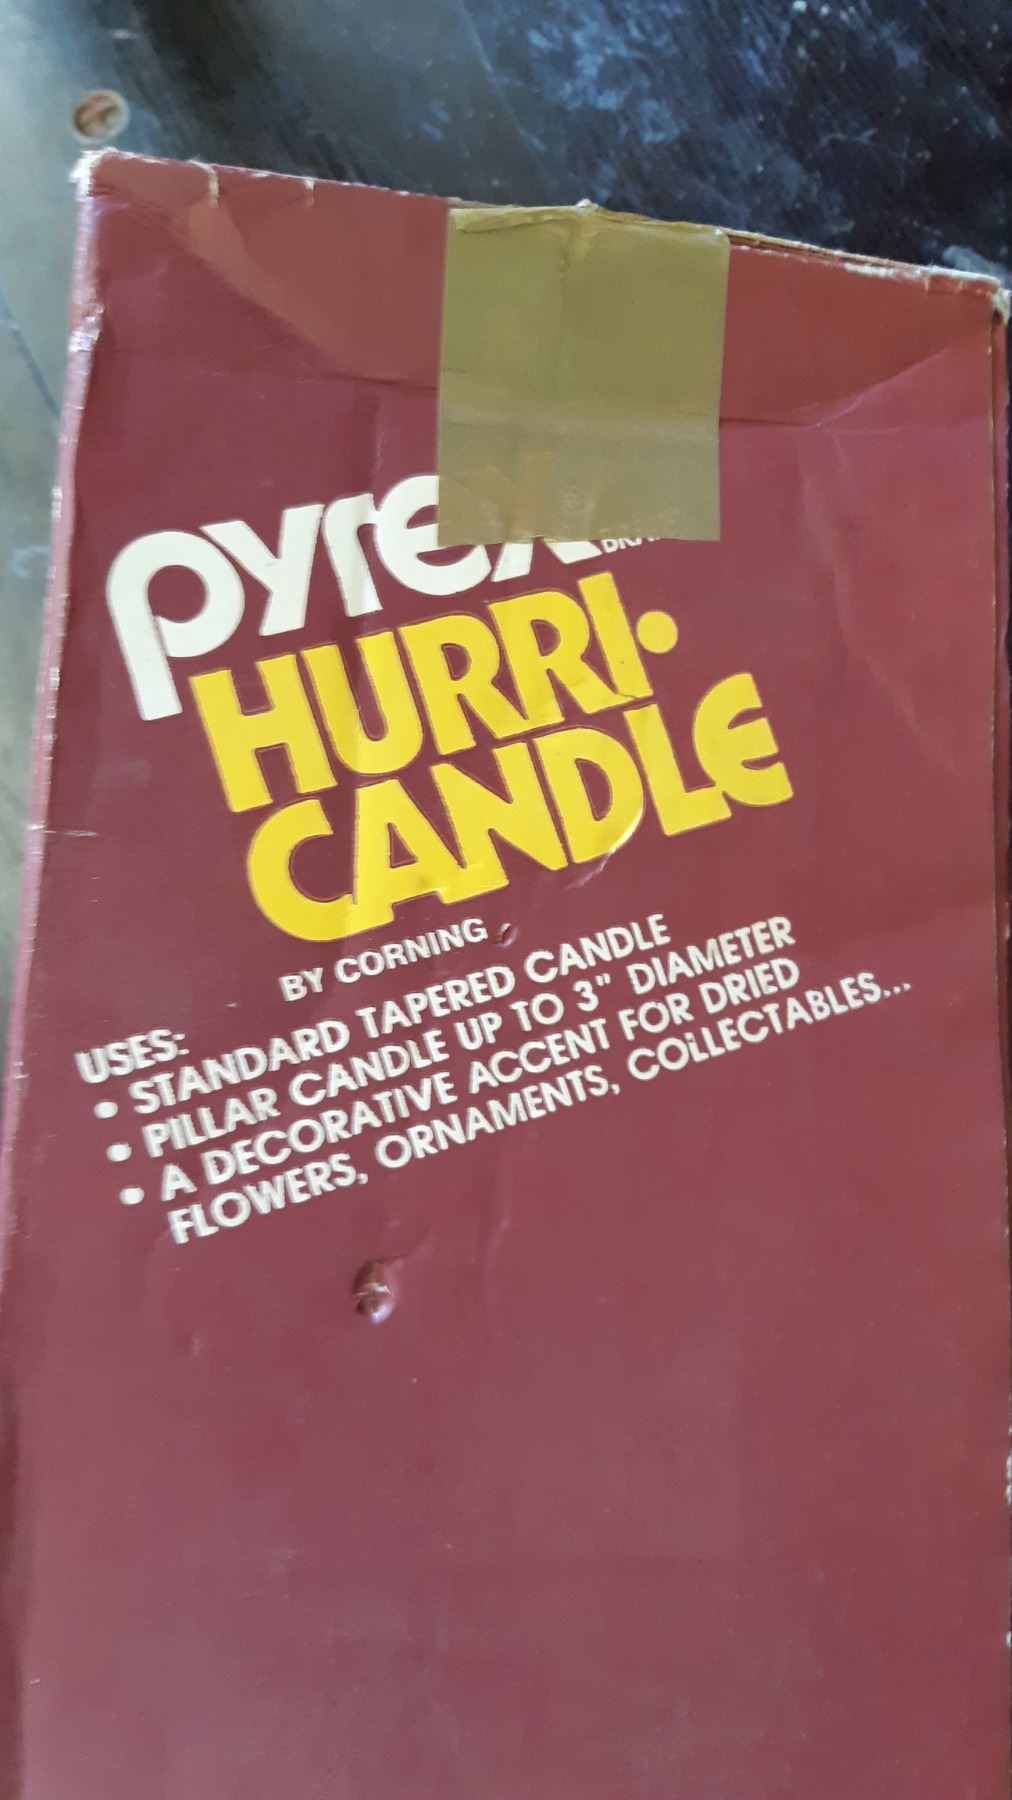 pyrex ® BRAND
HURRI•
CANDLE
BY CORNING
USES:
• STANDARD TAPERED CANDLE
• PILLAR CANDLE UP TO 3" DIAMETER
• A DECORATIVE ACCENT FOR DRIED
FLOWERS, ORNAMENTS, COLLECTABLES...